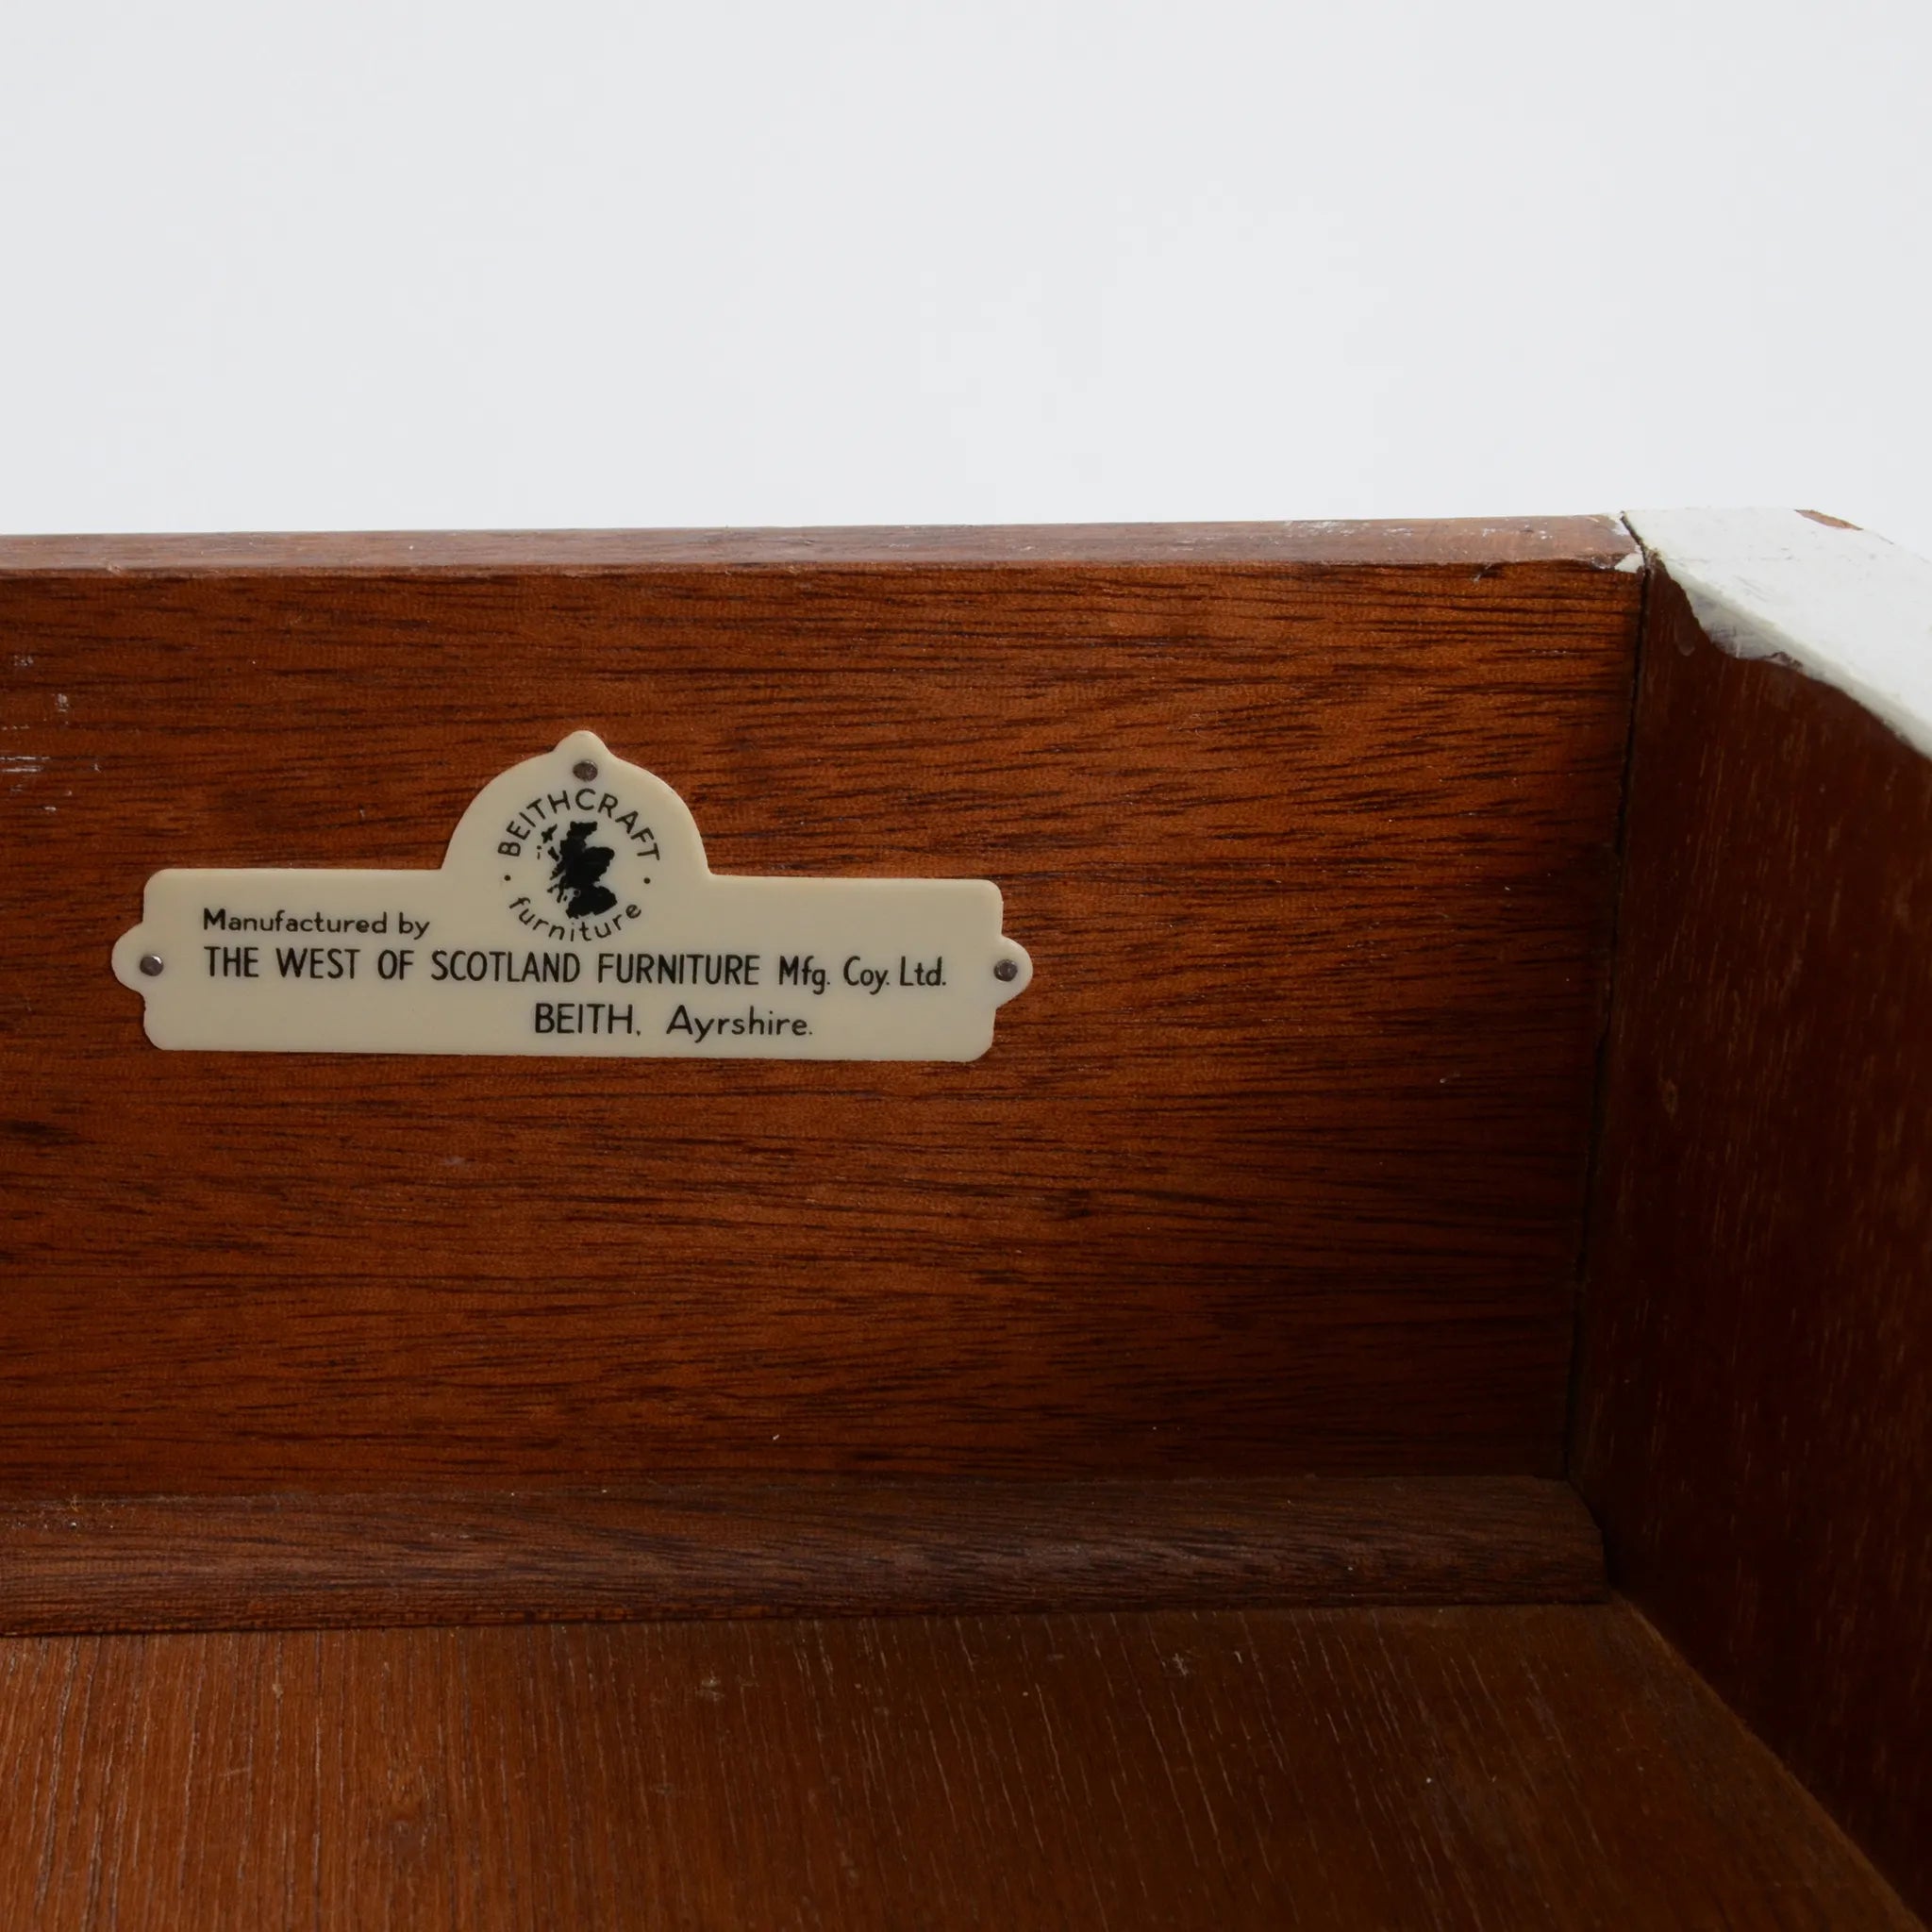 BEITHCRAFT
furniture
Manufactured by
THE WEST OF SCOTLAND FURNITURE Mfg. Coy. Ltd.
BEITH, Ayrshire.